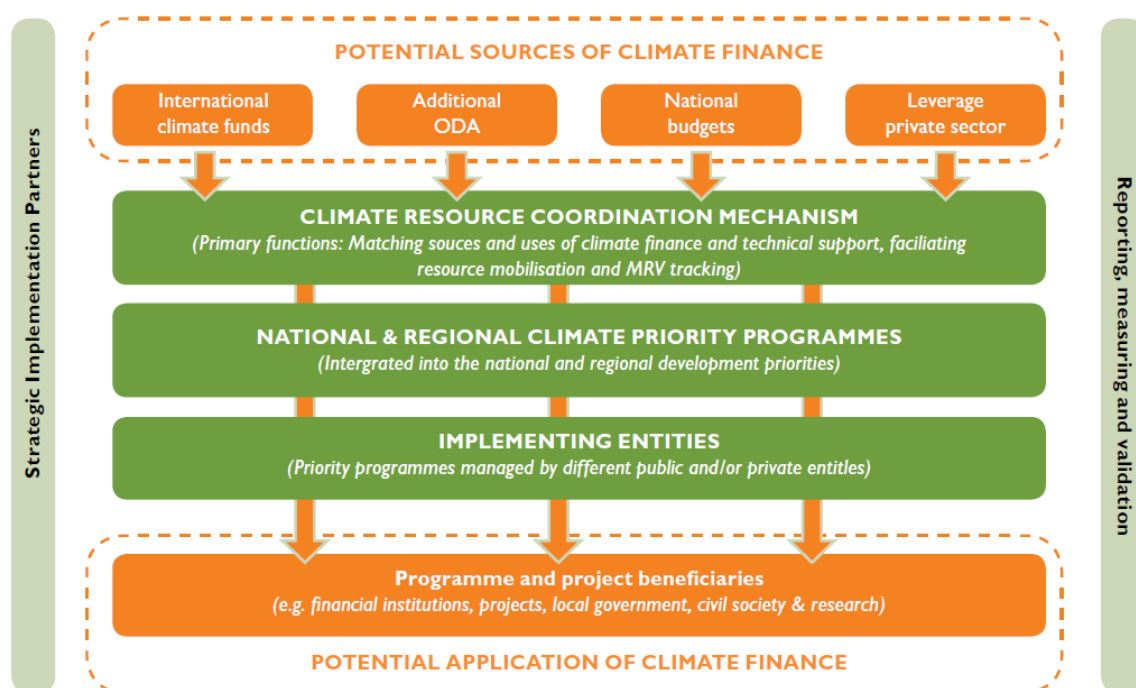 POTENTIAL SOURCES OF CLIMATE FINANCE
International
climate funds
Additional
ODA
National
budgets
Leverage
private sector
CLIMATE RESOURCE COORDINATION MECHANISM
(Primary functions: Matching souces and uses of climate finance and technical support, faciliating
resource mobilisation and MRV tracking)
NATIONAL & REGIONAL CLIMATE PRIORITY PROGRAMMES
(Intergrated into the national and regional development priorities)
IMPLEMENTING ENTITIES
(Priority programmes managed by different public and/or private entitles)
Programme and project beneficiaries
(e.g. financial institutions, projects, local government, civil society & research)
POTENTIAL APPLICATION OF CLIMATE FINANCE
Strategic Implementation Partners
Reporting, measuring and validation